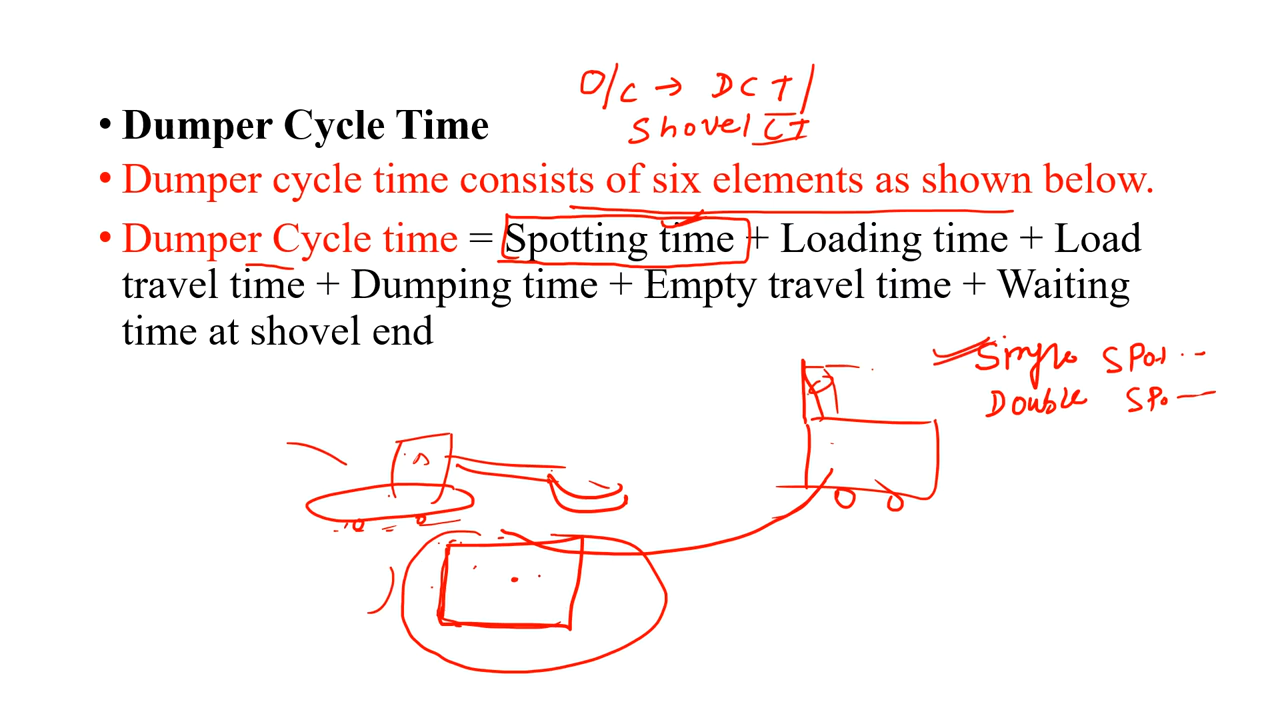 O/C → DCT/
Shovel CT
• Dumper Cycle Time
• Dumper cycle time consists of six elements as shown below.
• Dumper Cycle time = Spotting time + Loading time + Load
travel time + Dumping time + Empty travel time + Waiting
time at shovel end
Single Spot --
Double SPo —